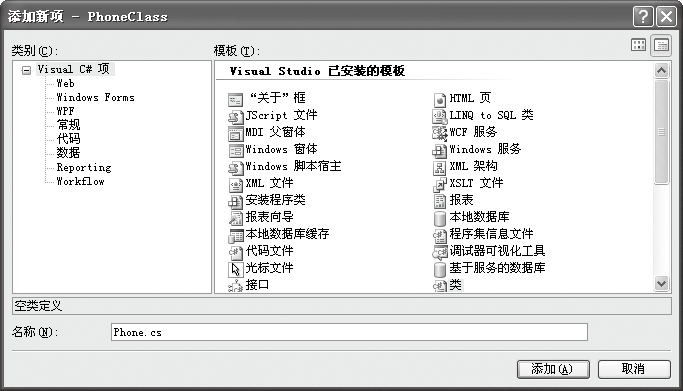 添加新项 - PhoneClass
类别(C):
模板(T):
Visual C# 项
Web
Windows Forms
WPF
常规
代码
数据
Reporting
Workflow
Visual Studio 已安装的模板
“关于”框
HTML 页
JScript 文件
LINQ to SQL 类
MDI 父窗体
WCF 服务
Windows 窗体
Windows 服务
Windows 脚本宿主
XML 架构
XML 文件
XSLT 文件
安装程序类
报表
报表向导
本地数据库
本地数据库缓存
程序集信息文件
代码文件
调试器可视化工具
光标文件
基于服务的数据库
接口
类
空类定义
名称(N):
Phone.cs
添加(A)
取消